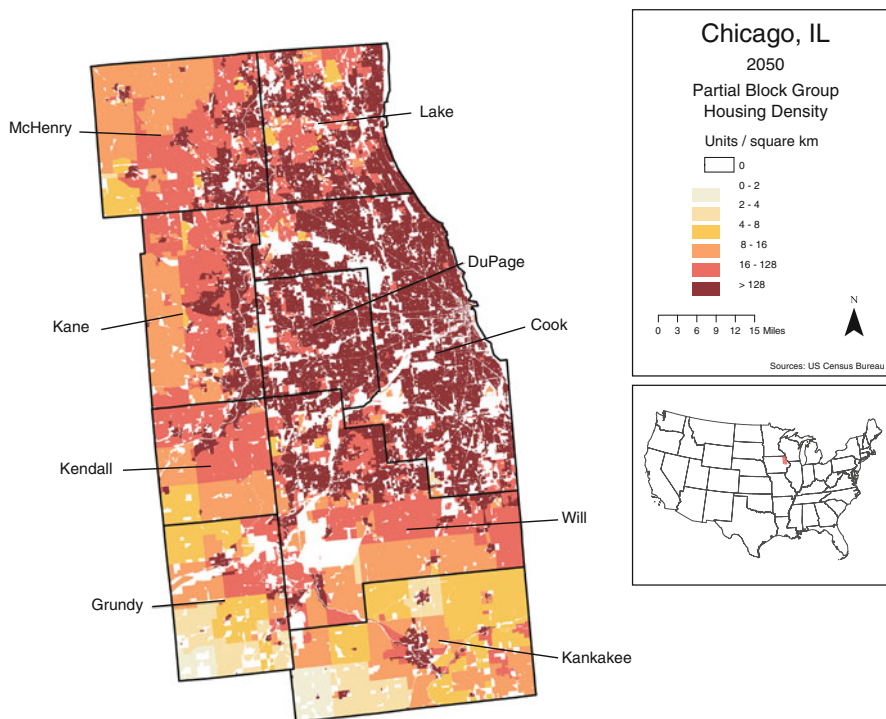 Chicago, IL
2050
Partial Block Group
Housing Density
Units / square km
0
0 - 2
2 - 4
4 - 8
8 - 16
16 - 128
> 128
N
0 3 6 9 12 15 Miles
Sources: US Census Bureau
McHenry
Lake
DuPage
Kane
Cook
Kendall
Will
Grundy
Kankakee